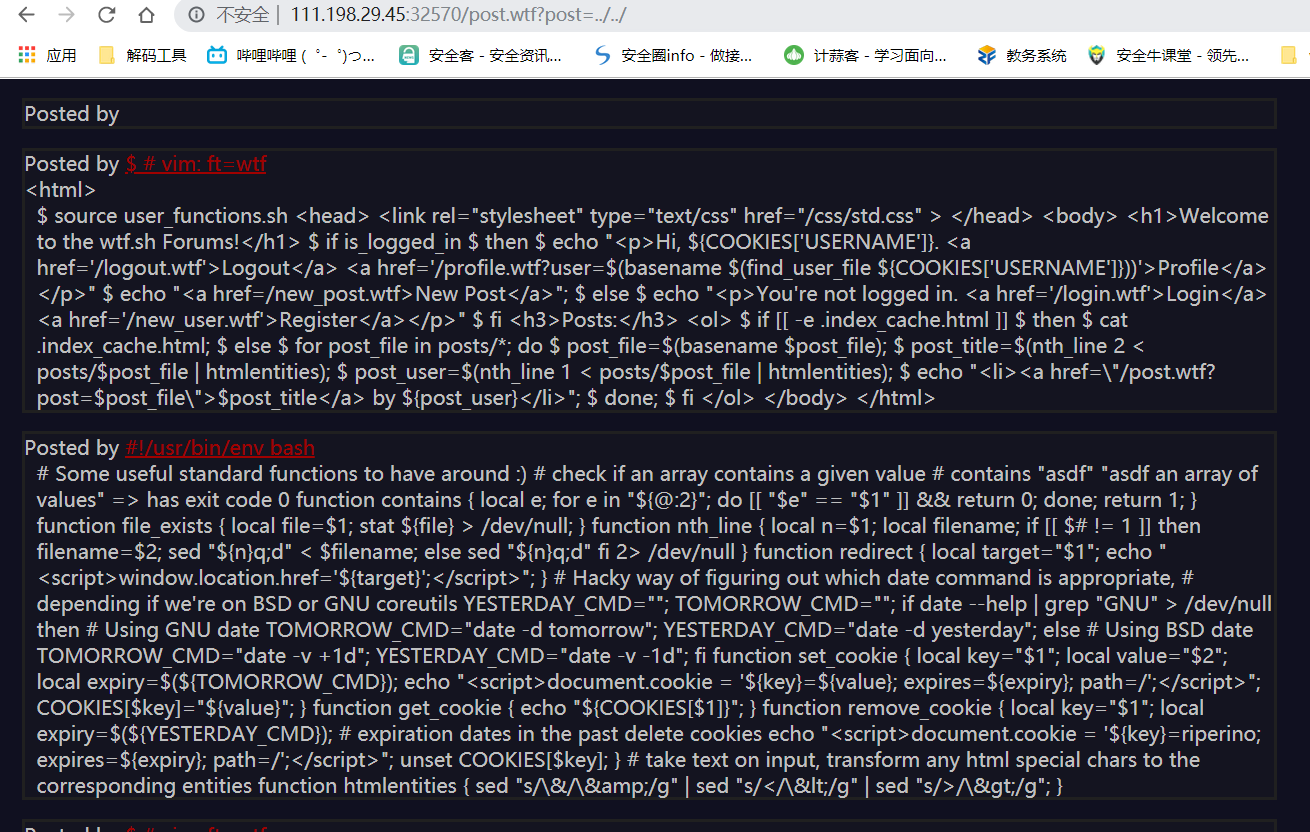 不安全 | 111.198.29.45:32570/post.wtf?post=../../
应用 解码工具 哔哩哔哩 ( ゜- ゜)つ... 安全客 - 安全资讯... 安全圈info - 做接... 计蒜客 - 学习面向... 教务系统 安全牛课堂 - 领先...
Posted by
Posted by $ # vim: ft=wtf
<html>
$ source user_functions.sh <head> <link rel="stylesheet" type="text/css" href="/css/std.css" > </head> <body> <h1>Welcome
to the wtf.sh Forums!</h1> $ if is_logged_in $ then $ echo "<p>Hi, ${COOKIES['USERNAME']}. <a
href='/logout.wtf'>Logout</a> <a href='/profile.wtf?user=$(basename $(find_user_file ${COOKIES['USERNAME']}))'>Profile</a>
</p>" $ echo "<a href=/new_post.wtf>New Post</a>"; $ else $ echo "<p>You're not logged in. <a href='/login.wtf'>Login</a>
<a href='/new_user.wtf'>Register</a></p>" $ fi <h3>Posts:</h3> <ol> $ if [[ -e .index_cache.html ]] $ then $ cat
.index_cache.html; $ else $ for post_file in posts/*; do $ post_file=$(basename $post_file); $ post_title=$(nth_line 2 <
posts/$post_file | htmlentities); $ post_user=$(nth_line 1 < posts/$post_file | htmlentities); $ echo "<li><a href=\"/post.wtf?
post=$post_file\">$post_title</a> by ${post_user}</li>"; $ done; $ fi </ol> </body> </html>
Posted by #!/usr/bin/env bash
# Some useful standard functions to have around :) # check if an array contains a given value # contains "asdf" "asdf an array of
values" => has exit code 0 function contains { local e; for e in "${@:2}"; do [[ "$e" == "$1" ]] && return 0; done; return 1; }
function file_exists { local file=$1; stat ${file} > /dev/null; } function nth_line { local n=$1; local filename; if [[ $# != 1 ]] then
filename=$2; sed "${n}q;d" < $filename; else sed "${n}q;d" fi 2> /dev/null } function redirect { local target="$1"; echo "
<script>window.location.href='${target}';</script>"; } # Hacky way of figuring out which date command is appropriate, #
depending if we're on BSD or GNU coreutils YESTERDAY_CMD=""; TOMORROW_CMD=""; if date --help | grep "GNU" > /dev/null
then # Using GNU date TOMORROW_CMD="date -d tomorrow"; YESTERDAY_CMD="date -d yesterday"; else # Using BSD date
TOMORROW_CMD="date -v +1d"; YESTERDAY_CMD="date -v -1d"; fi function set_cookie { local key="$1"; local value="$2";
local expiry=$(${TOMORROW_CMD}); echo "<script>document.cookie = '${key}=${value}; expires=${expiry}; path=/';</script>";
COOKIES[$key]="${value}"; } function get_cookie { echo "${COOKIES[$1]}"; } function remove_cookie { local key="$1"; local
expiry=$(${YESTERDAY_CMD}); # expiration dates in the past delete cookies echo "<script>document.cookie = '${key}=riperino;
expires=${expiry}; path=/';</script>"; unset COOKIES[$key]; } # take text on input, transform any html special chars to the
corresponding entities function htmlentities { sed "s/\&/\&amp;/g" | sed "s/</\&lt;/g" | sed "s/>/\&gt;/g"; }